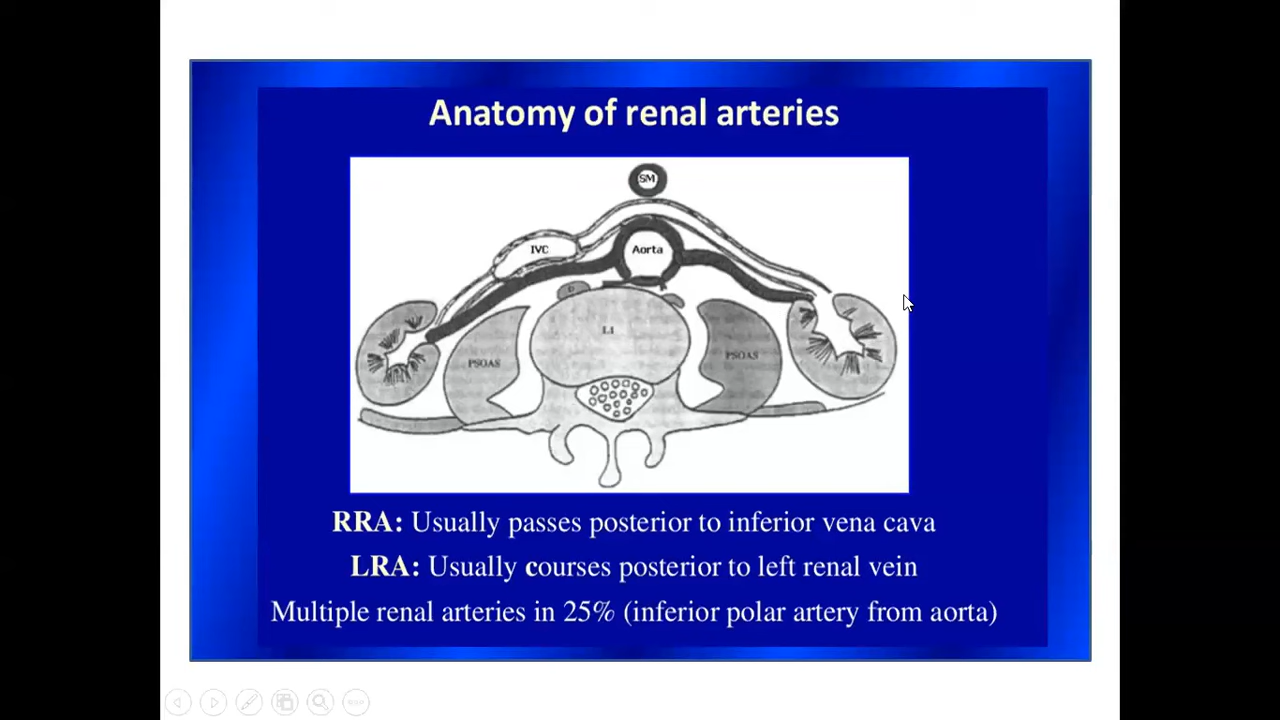 Anatomy of renal arteries
SM
IVC
Aorta
D
L1
PSOAS
PSOAS
RRA: Usually passes posterior to inferior vena cava
LRA: Usually courses posterior to left renal vein
Multiple renal arteries in 25% (inferior polar artery from aorta)